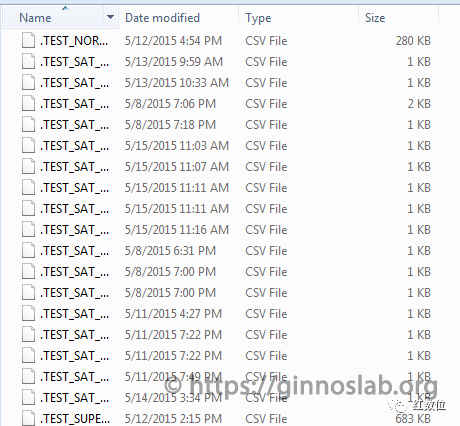 Name Date modified Type Size
.TEST_NOR... 5/12/2015 4:54 PM CSV File 280 KB
.TEST_SAT_... 5/13/2015 9:59 AM CSV File 1 KB
.TEST_SAT_... 5/13/2015 10:33 AM CSV File 1 KB
.TEST_SAT_... 5/8/2015 7:06 PM CSV File 2 KB
.TEST_SAT_... 5/8/2015 7:18 PM CSV File 1 KB
.TEST_SAT_... 5/15/2015 11:03 AM CSV File 1 KB
.TEST_SAT_... 5/15/2015 11:07 AM CSV File 1 KB
.TEST_SAT_... 5/15/2015 11:11 AM CSV File 1 KB
.TEST_SAT_... 5/15/2015 11:11 AM CSV File 1 KB
.TEST_SAT_... 5/15/2015 11:16 AM CSV File 1 KB
.TEST_SAT_... 5/8/2015 6:31 PM CSV File 1 KB
.TEST_SAT_... 5/8/2015 7:00 PM CSV File 1 KB
.TEST_SAT_... 5/8/2015 7:00 PM CSV File 1 KB
.TEST_SAT_... 5/11/2015 4:27 PM CSV File 1 KB
.TEST_SAT_... 5/11/2015 7:22 PM CSV File 1 KB
.TEST_SAT_... 5/11/2015 7:22 PM CSV File 1 KB
.TEST_SAT_... 5/11/2015 7:49 PM CSV File 1 KB
© https://ginnoslab.org
.TEST_SAT_... 5/14/2015 3:34 PM CSV File 1 KB
.TEST_SUPE... 5/12/2015 2:15 PM CSV File 683 KB
红数位